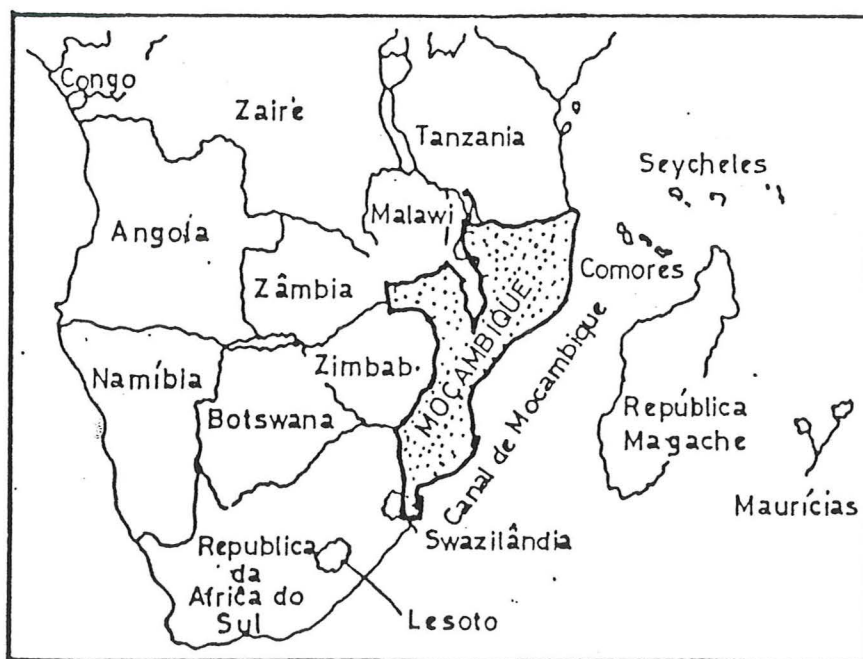 Congo
Zaire
Tanzania
Seycheles
Malawi
Angola
Comores
Zâmbia
MOÇAMBIQUE
Canal de Mocambique
Namíbia
Zimbab.
Botswana
República
Magache
Maurícias
Swazilândia
Republica
da
Africa do
Sul
Lesoto